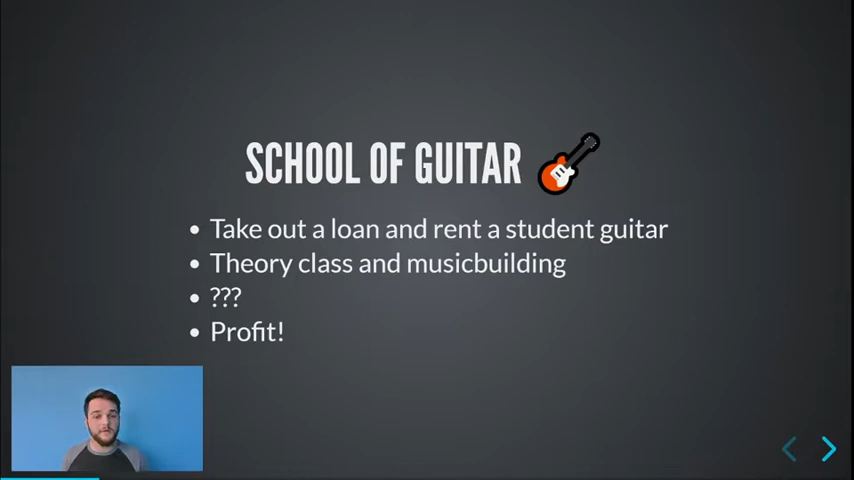 SCHOOL OF GUITAR
Take out a loan and rent a student guitar
Theory class and musicbuilding
???
Profit!